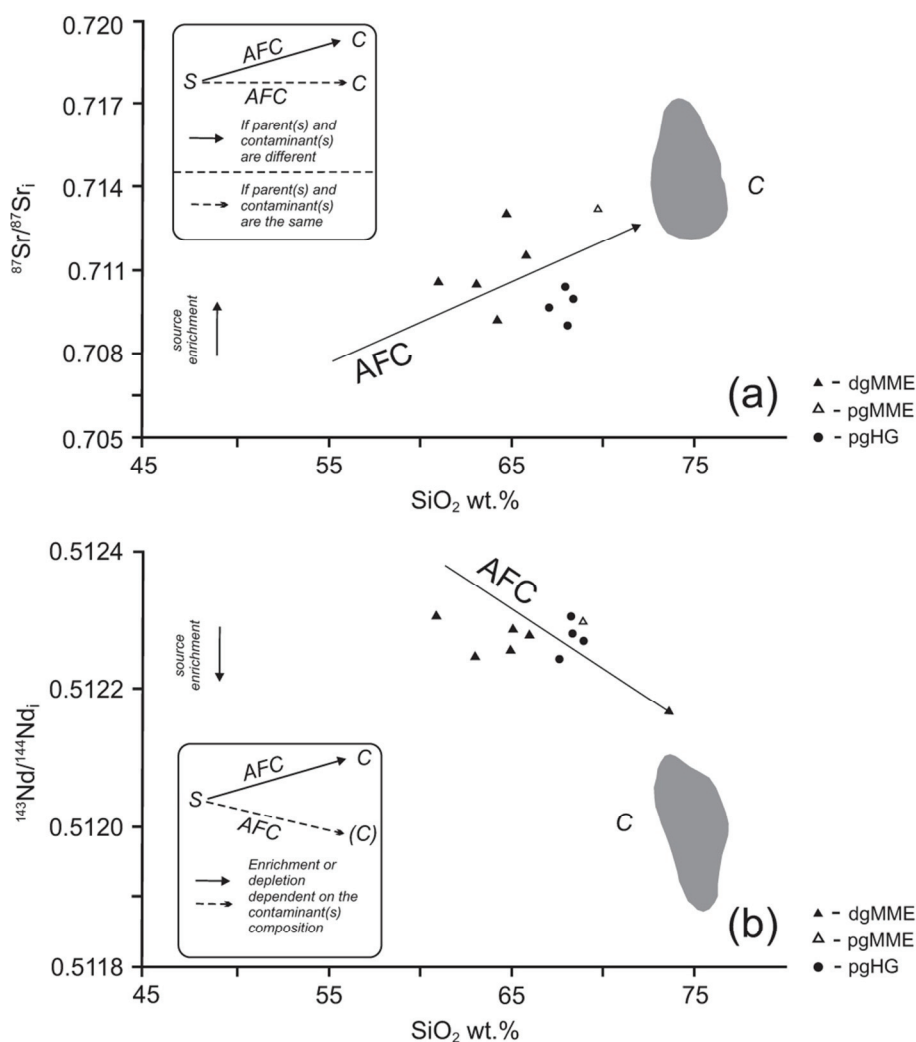 0.720
0.717
0.714
0.711
0.708
0.705
⁸⁷Sr/⁸⁷Srᵢ
AFC
C
S
C
AFC
If parent(s) and
contaminant(s)
are different
If parent(s) and
contaminant(s)
are the same
source
enrichment
AFC
C
(a)
▲ - dgMME
△ - pgMME
● - pgHG
45
55
65
75
SiO₂ wt.%
0.5124
0.5122
0.5120
0.5118
¹⁴³Nd/¹⁴⁴Ndᵢ
source
enrichment
AFC
C
AFC
C
S
AFC
(C)
Enrichment or
depletion
dependent on the
contaminant(s)
composition
(b)
▲ - dgMME
△ - pgMME
● - pgHG
45
55
65
75
SiO₂ wt.%